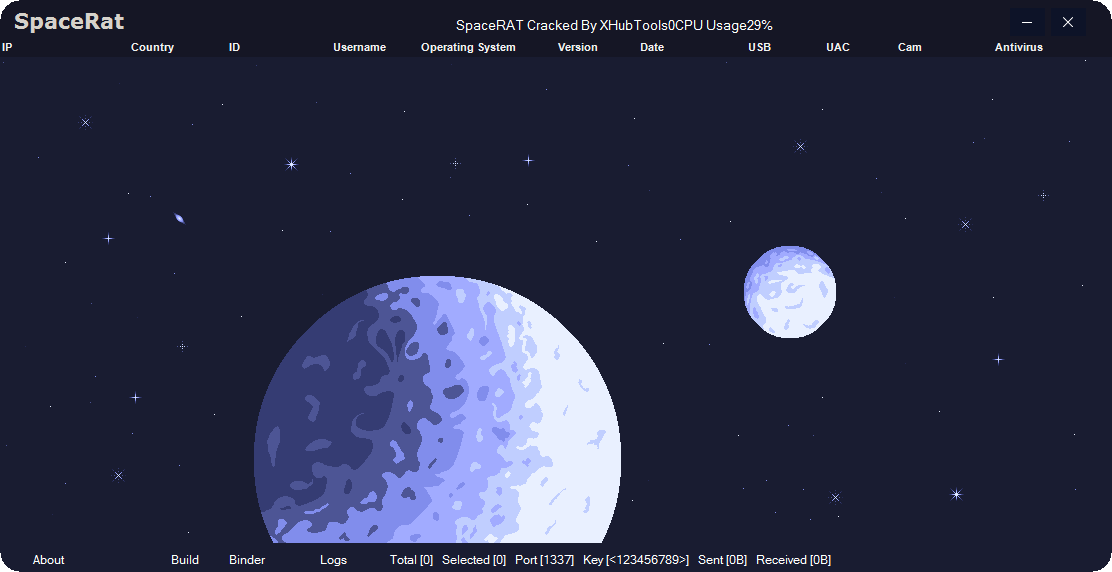 SpaceRat
SpaceRAT Cracked By XHubTools0CPU Usage29%
IP Country ID Username Operating System Version Date USB UAC Cam Antivirus
About Build Binder Logs Total [0] Selected [0] Port [1337] Key [<123456789>] Sent [0B] Received [0B]